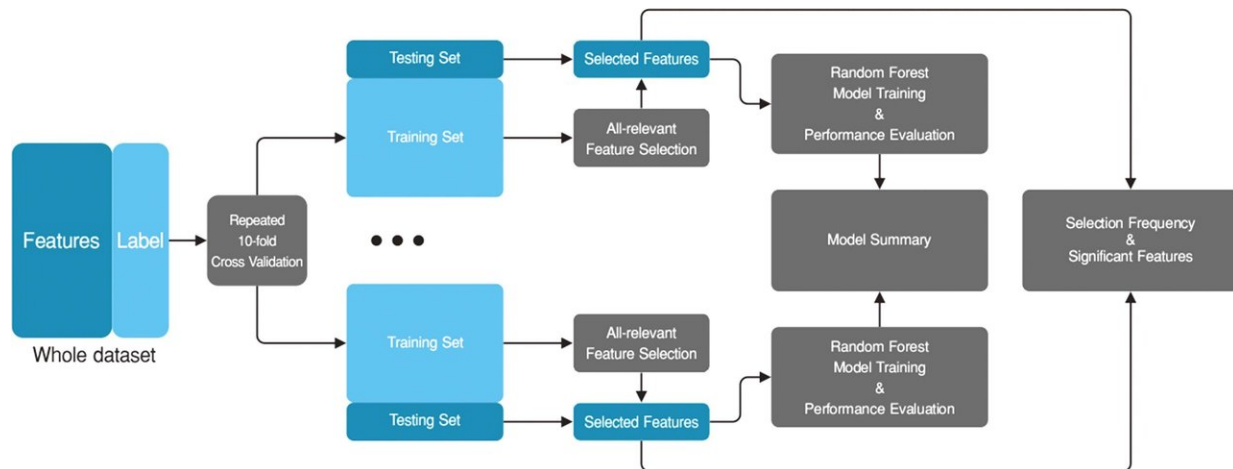 Features
Label
Whole dataset
Repeated
10-fold
Cross Validation
Testing Set
Training Set
Selected Features
All-relevant
Feature Selection
Random Forest
Model Training
&
Performance Evaluation
Model Summary
Selection Frequency
&
Significant Features
Training Set
Testing Set
All-relevant
Feature Selection
Selected Features
Random Forest
Model Training
&
Performance Evaluation